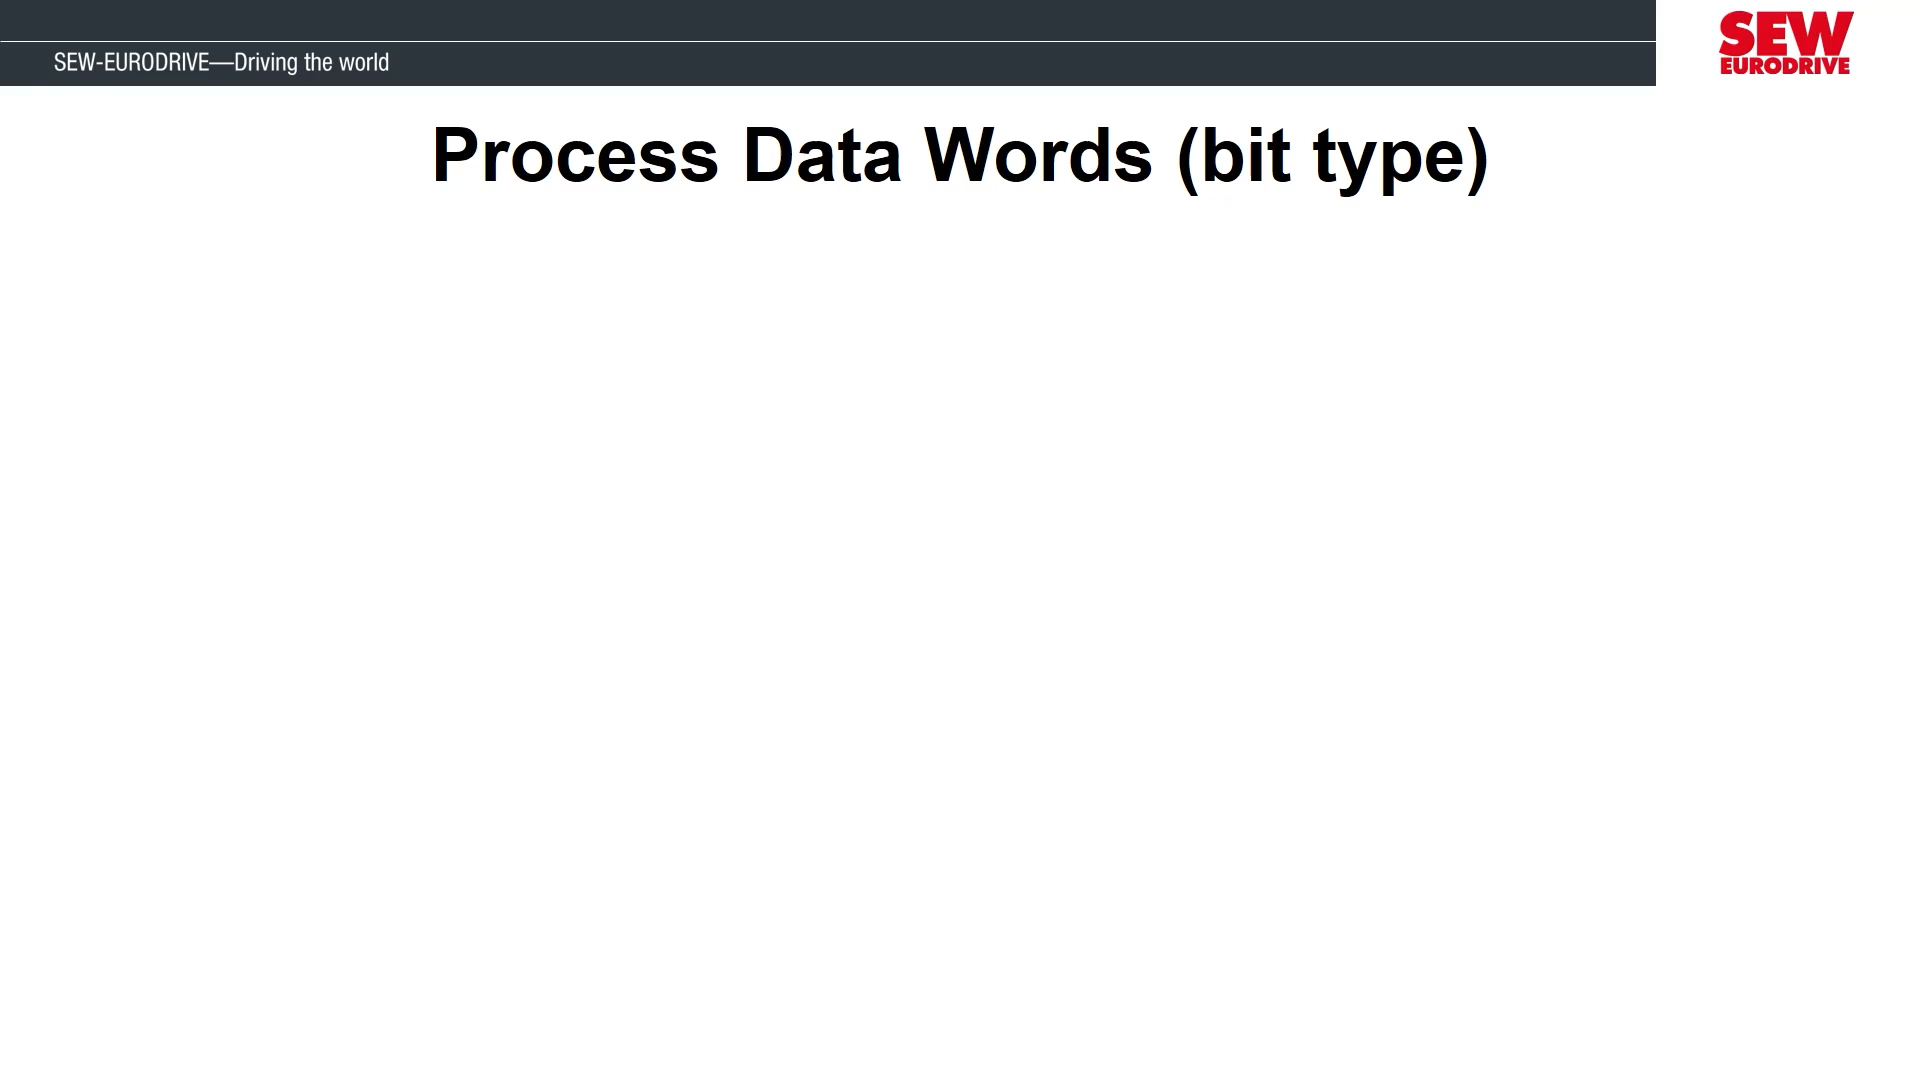 SEW-EURODRIVE—Driving the world
SEW
EURODRIVE
Process Data Words (bit type)